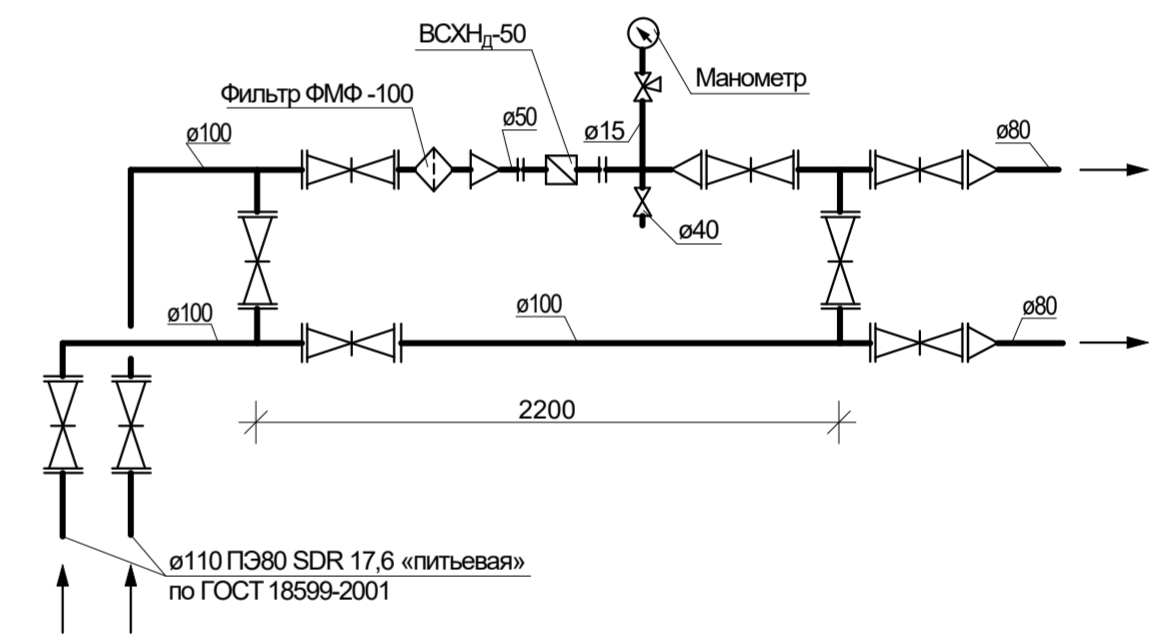 ВСХНд-50
Манометр
Фильтр ФМФ -100
ø100
ø50
ø15
ø80
ø40
ø100
ø100
ø80
2200
ø110 ПЭ80 SDR 17,6 «питьевая»
по ГОСТ 18599-2001